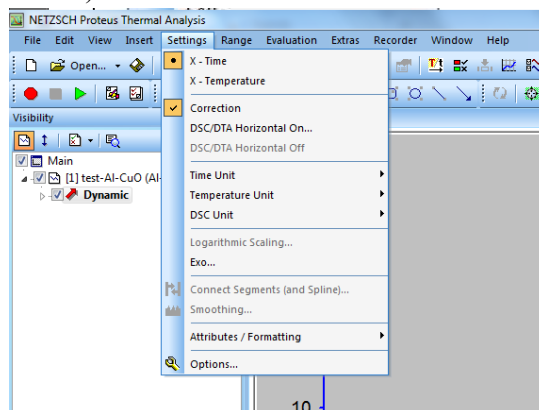 NETZSCH Proteus Thermal Analysis
File Edit View Insert Settings Range Evaluation Extras Recorder Window Help
Open...
X - Time
X - Temperature
Correction
DSC/DTA Horizontal On...
DSC/DTA Horizontal Off
Time Unit
Temperature Unit
DSC Unit
Logarithmic Scaling...
Exo...
Connect Segments (and Spline)...
Smoothing...
Attributes / Formatting
Options...
Visibility
Main
[1] test-Al-CuO (Al-
Dynamic
10